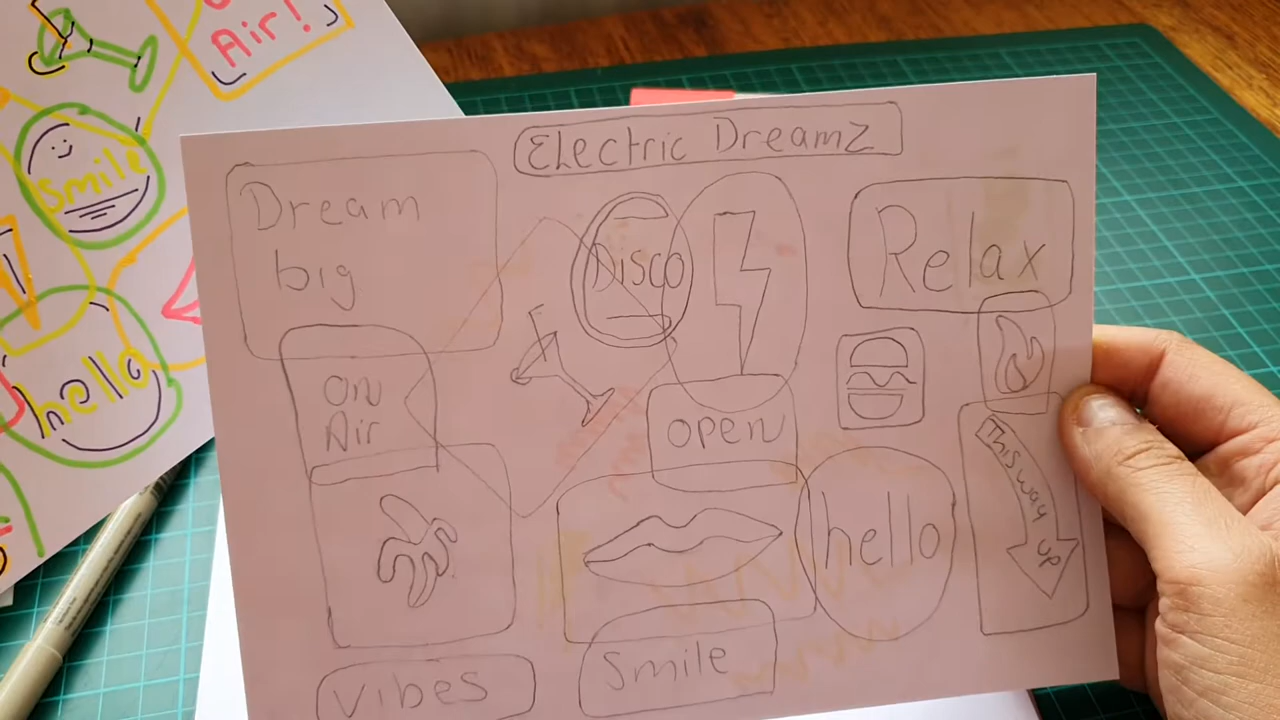 Air!
smile
hello
Electric Dreamz
Dream
big
Disco
Relax
on
Air
open
This way up
hello
Smile
Vibes